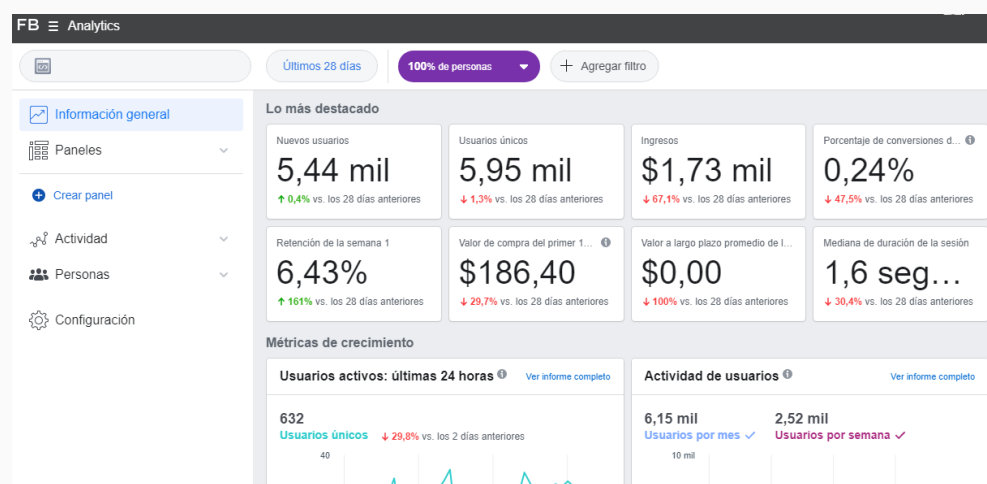 FB ≡ Analytics
Últimos 28 días
100% de personas
+ Agregar filtro
Información general
Paneles
Crear panel
Actividad
Personas
Configuración
Lo más destacado
Nuevos usuarios
5,44 mil
↑ 0,4% vs. los 28 días anteriores
Usuarios únicos
5,95 mil
↓ 1,3% vs. los 28 días anteriores
Ingresos
$1,73 mil
↓ 67,1% vs. los 28 días anteriores
Porcentaje de conversiones d...
0,24%
↓ 47,5% vs. los 28 días anteriores
Retención de la semana 1
6,43%
↑ 161% vs. los 28 días anteriores
Valor de compra del primer 1...
$186,40
↓ 29,7% vs. los 28 días anteriores
Valor a largo plazo promedio de l...
$0,00
↓ 100% vs. los 28 días anteriores
Mediana de duración de la sesión
1,6 seg...
↓ 30,4% vs. los 28 días anteriores
Métricas de crecimiento
Usuarios activos: últimas 24 horas
Ver informe completo
632
Usuarios únicos ↓ 29,8% vs. los 2 días anteriores
40
Actividad de usuarios
Ver informe completo
6,15 mil
Usuarios por mes ✓
2,52 mil
Usuarios por semana ✓
10 mil